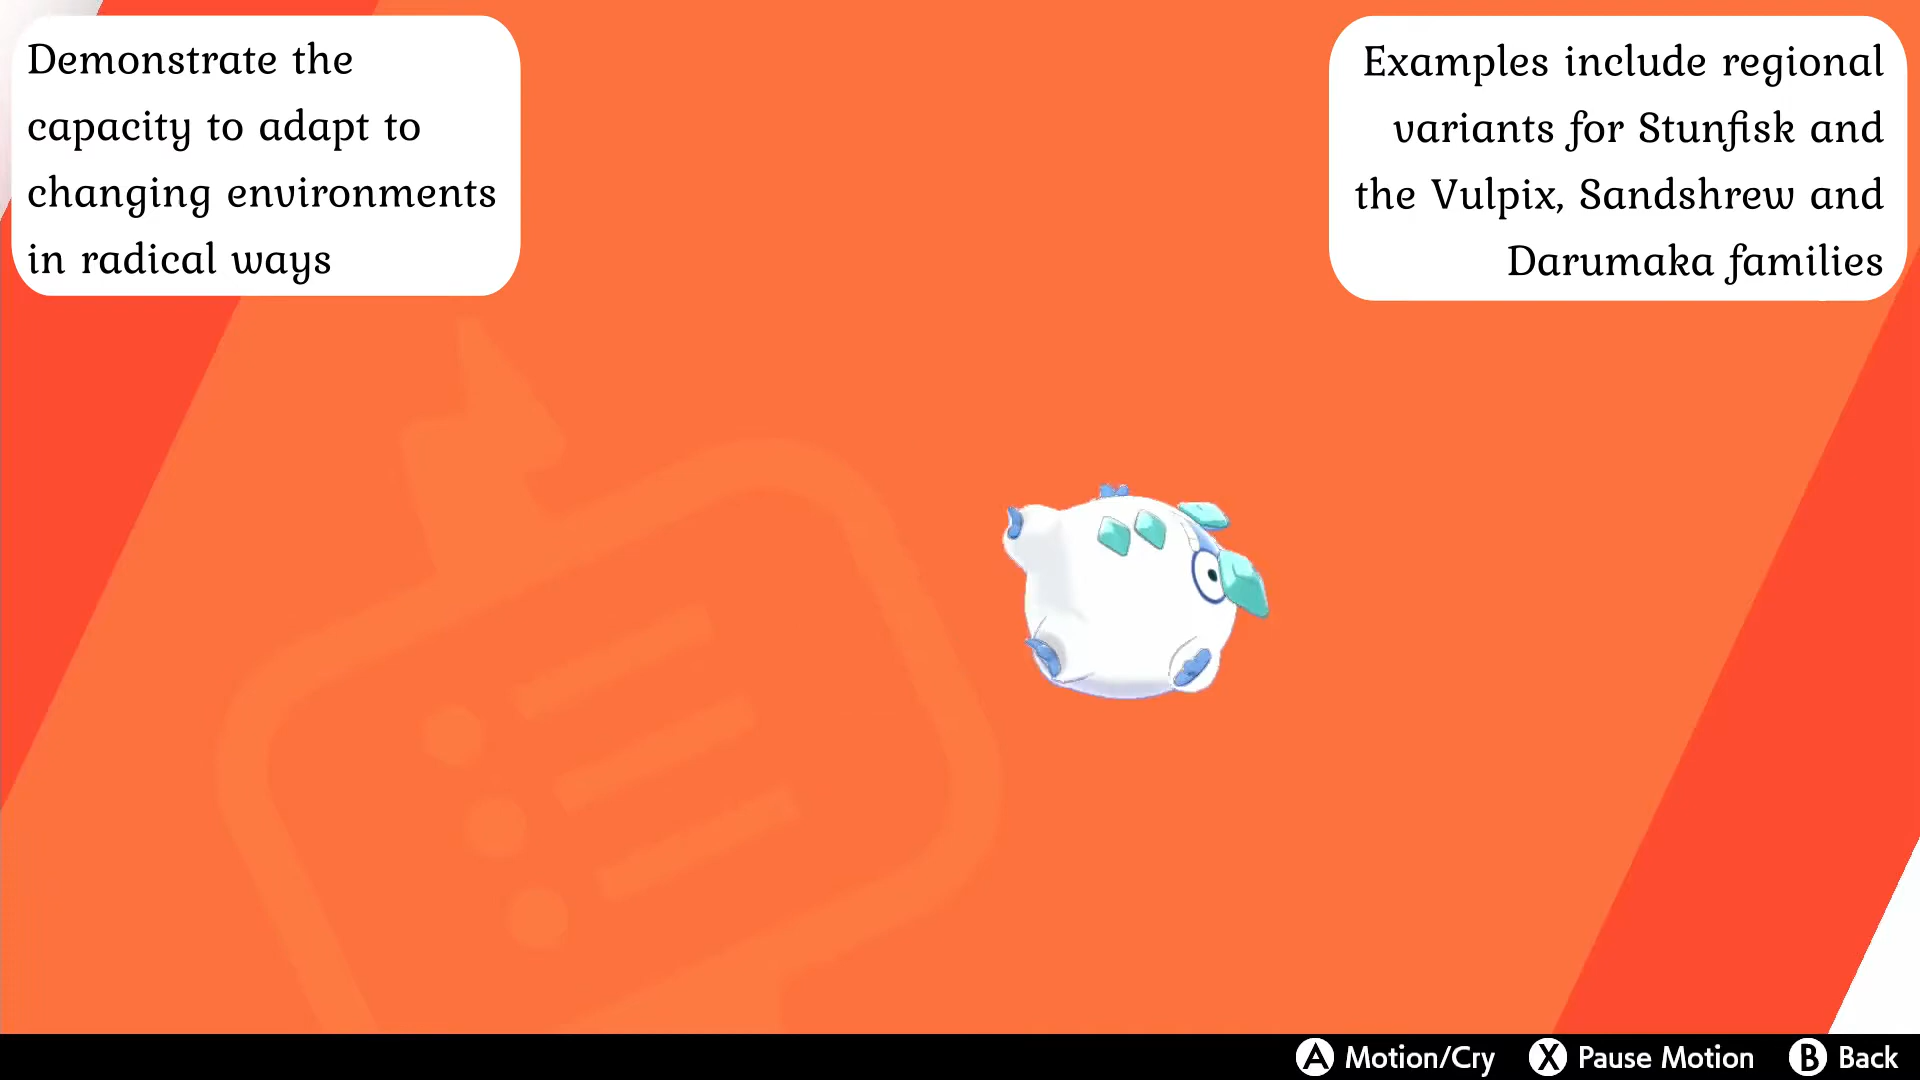 Demonstrate the
capacity to adapt to
changing environments
in radical ways
Examples include regional
variants for Stunfisk and
the Vulpix, Sandshrew and
Darumaka families
A Motion/Cry X Pause Motion B Back